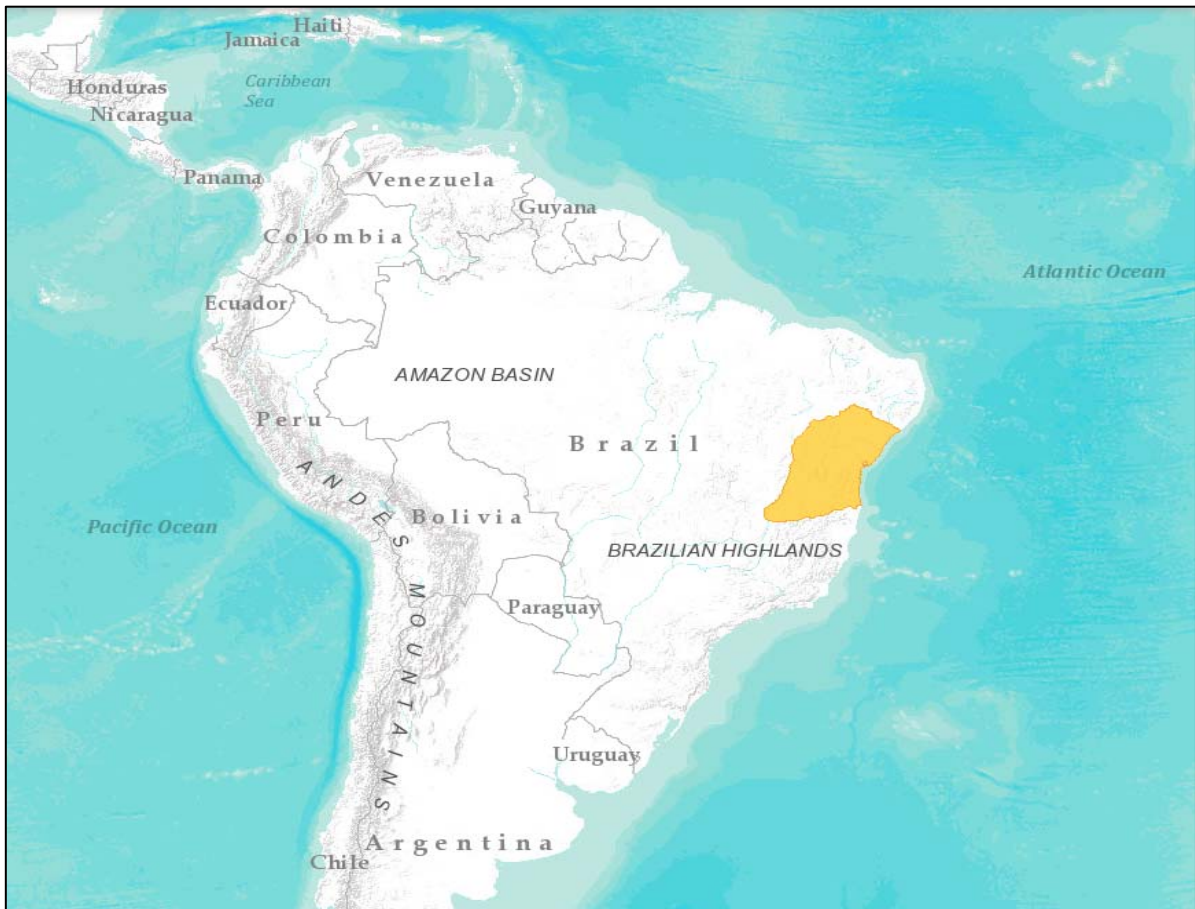 Haiti
Jamaica
Caribbean
Sea
Honduras
Nicaragua
Panama
Venezuela
Guyana
Colombia
Atlantic Ocean
Ecuador
AMAZON BASIN
Peru
Brazil
ANDES MOUNTAINS
Bolivia
Pacific Ocean
BRAZILIAN HIGHLANDS
Paraguay
Uruguay
Argentina
Chile